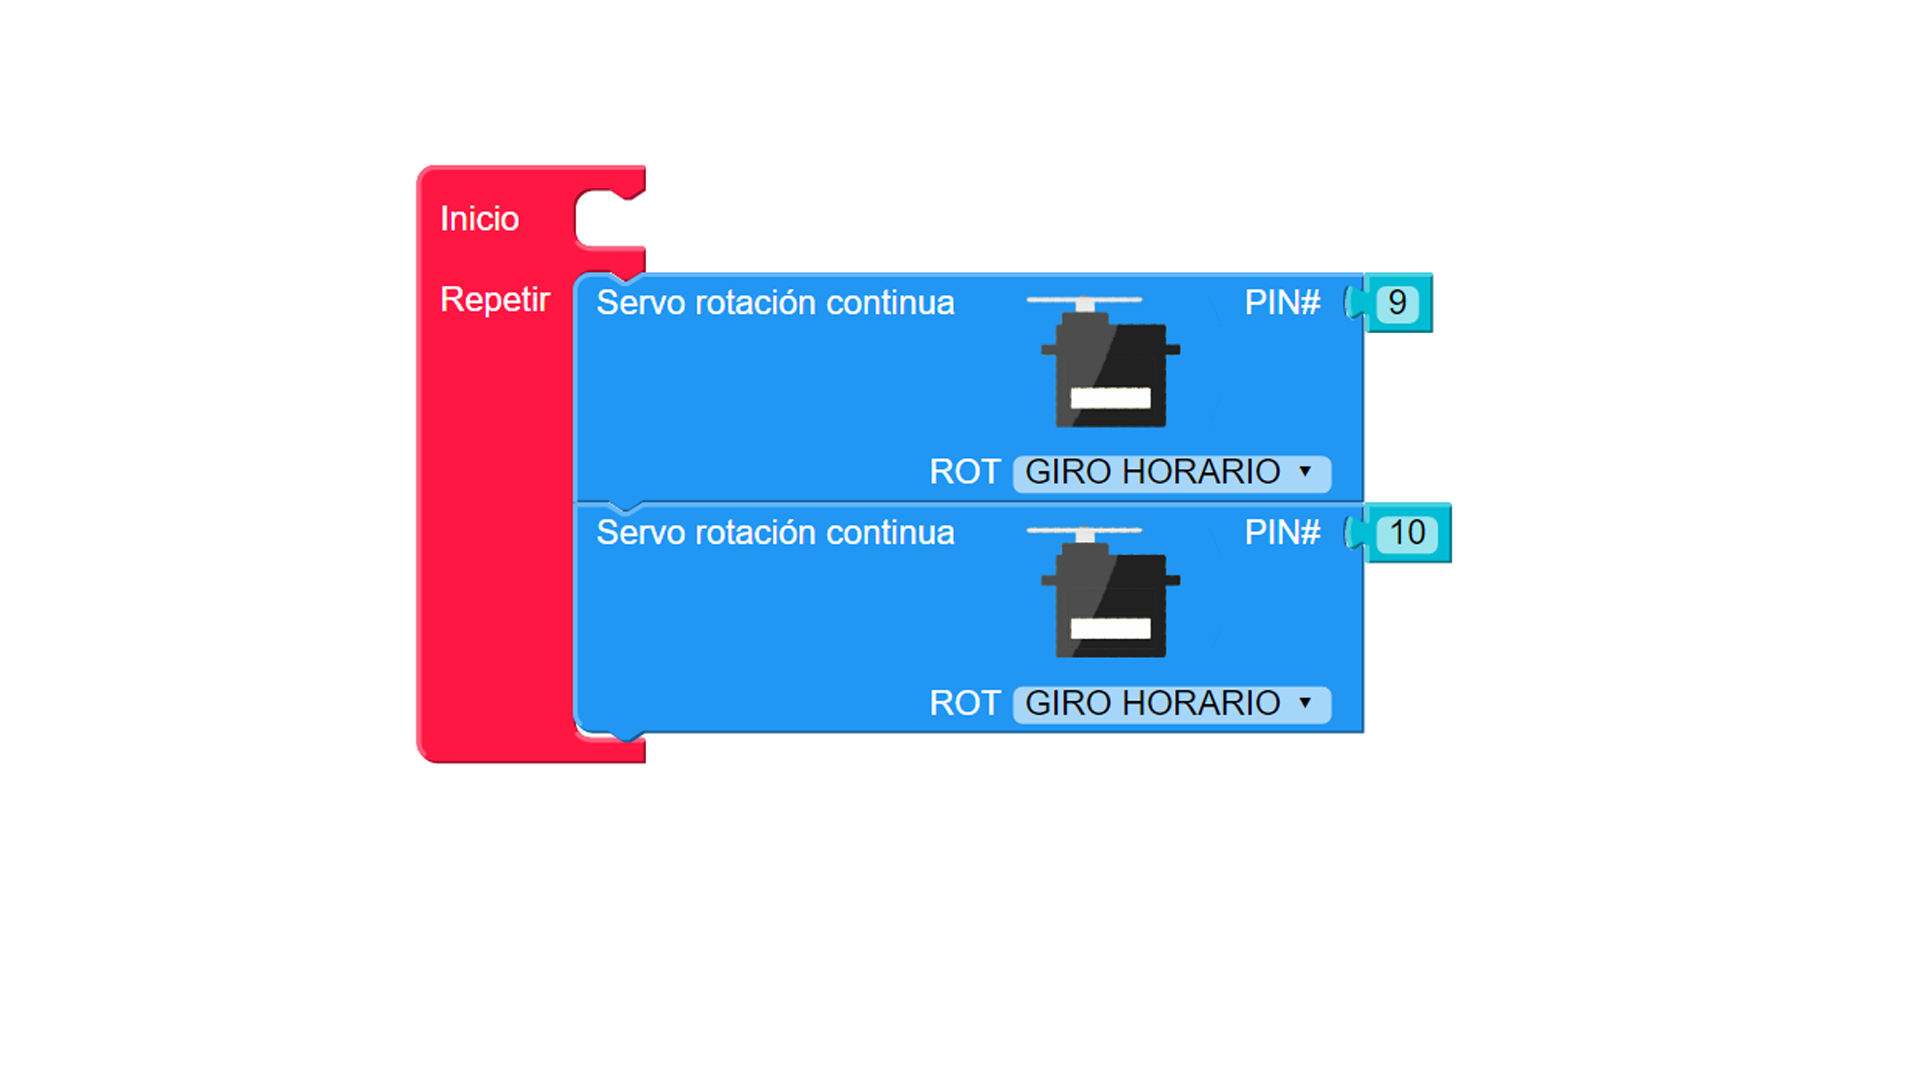 Inicio
Repetir
Servo rotación continua PIN# 9
ROT GIRO HORARIO ▼
Servo rotación continua PIN# 10
ROT GIRO HORARIO ▼